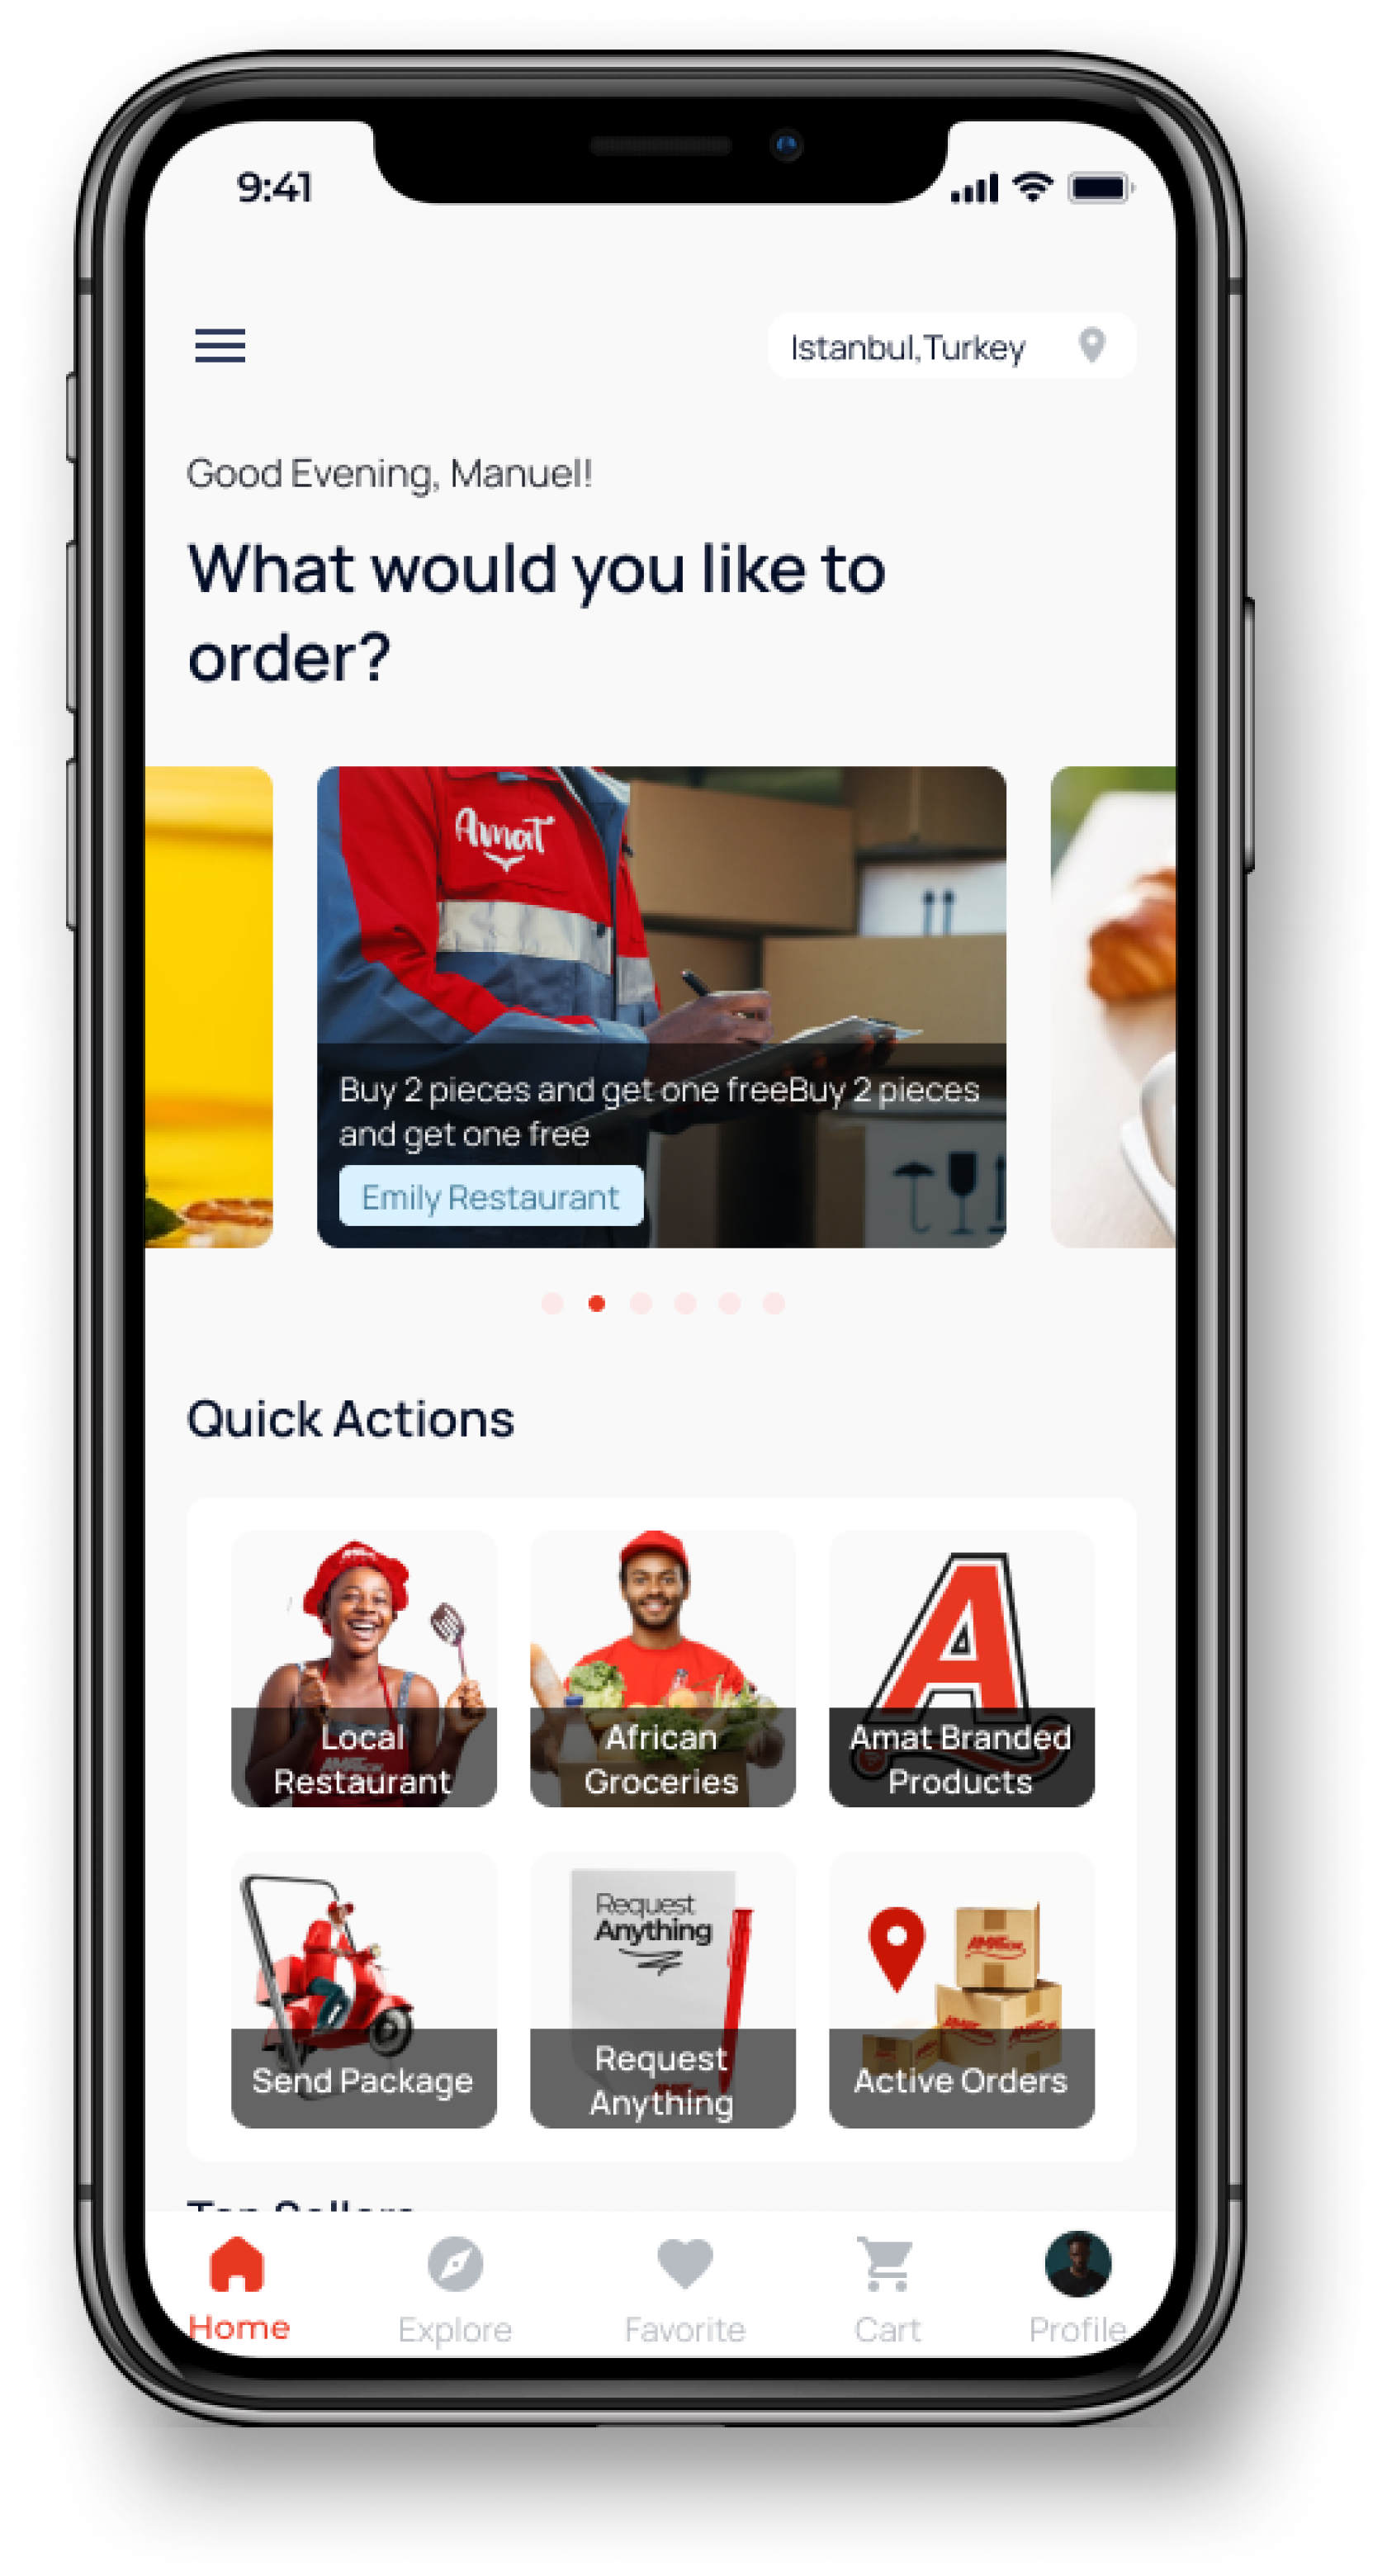 9:41
Istanbul,Turkey
Good Evening, Manuel!
What would you like to
order?
Amat
Buy 2 pieces and get one freeBuy 2 pieces
and get one free
Emily Restaurant
Quick Actions
Local
Restaurant
African
Groceries
A
Amat Branded
Products
Send Package
Request
Anything
Request
Anything
Active Orders
Top Sellers
Home
Explore
Favorite
Cart
Profile